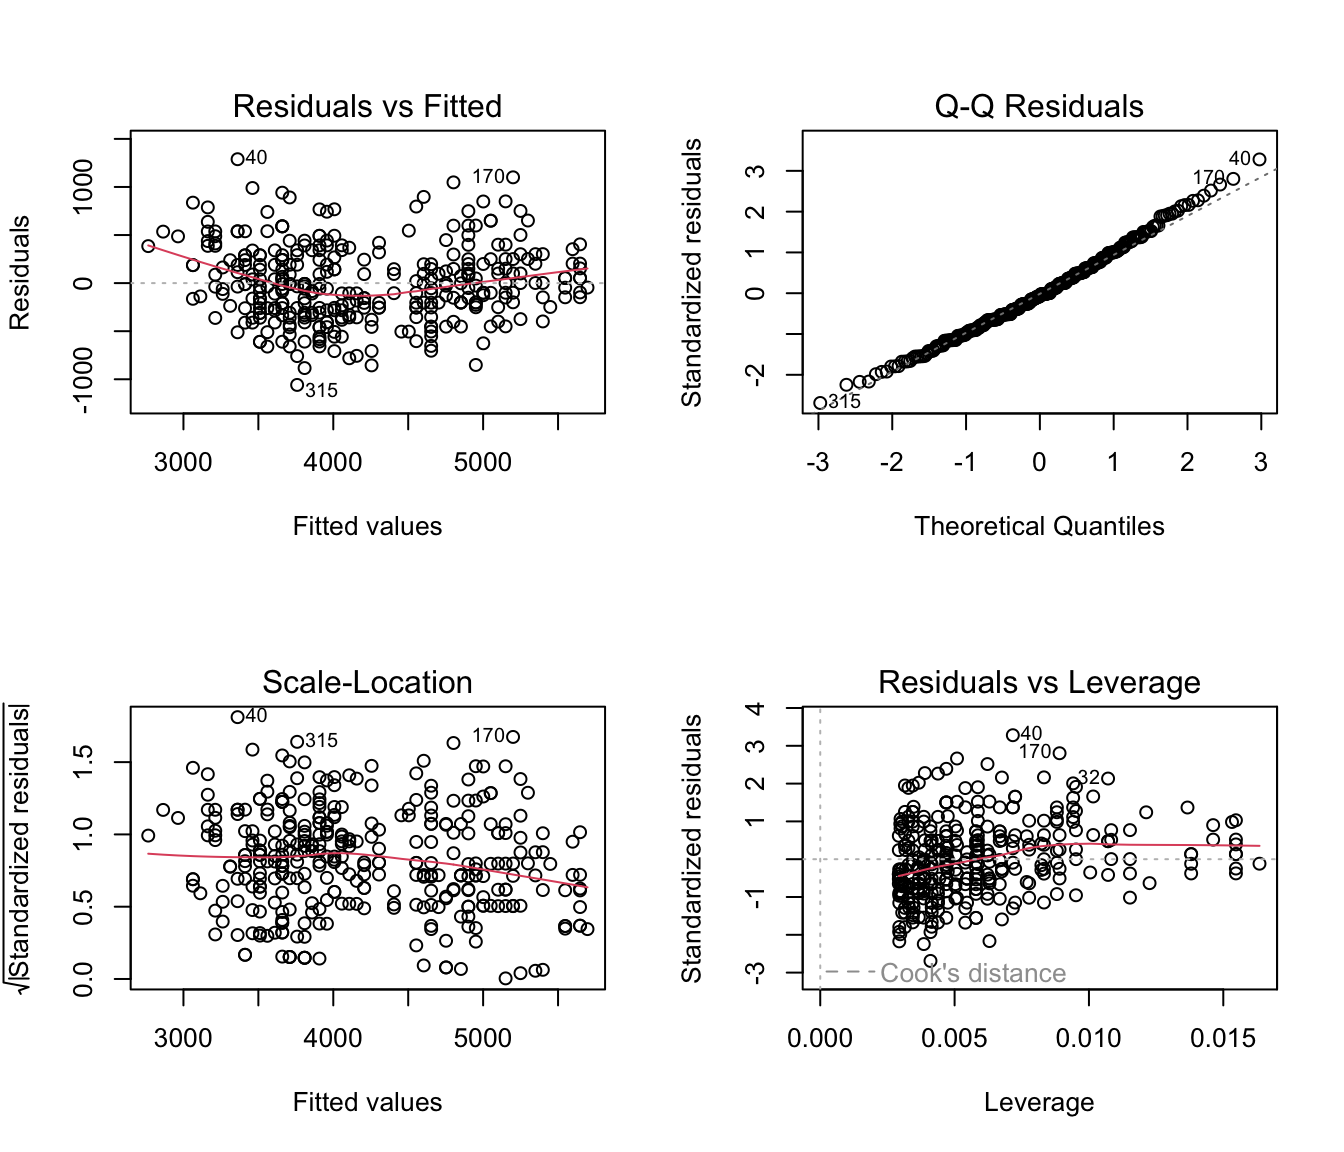 Residuals vs Fitted
Residuals
1000
0
-1000
40
170
315
3000 4000 5000
Fitted values
Q-Q Residuals
Standardized residuals
3
2
1
0
-2
40
170
315
-3 -2 -1 0 1 2 3
Theoretical Quantiles
Scale-Location
√|Standardized residuals|
1.5
1.0
0.5
0.0
40
315
170
3000 4000 5000
Fitted values
Residuals vs Leverage
Standardized residuals
4
3
2
1
-1
-3
40
170
32
Cook's distance
0.000 0.005 0.010 0.015
Leverage